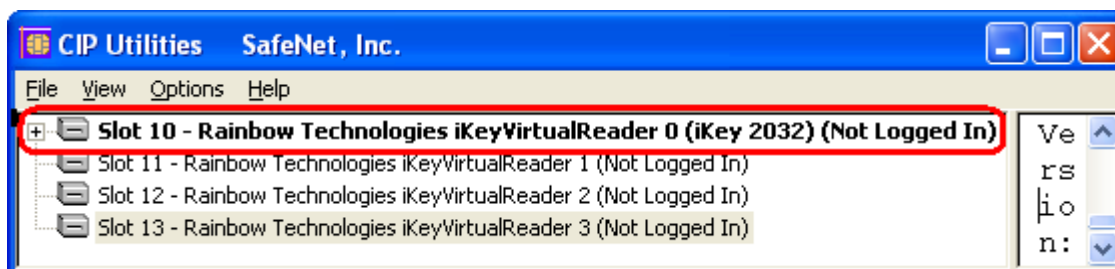 CIP Utilities SafeNet, Inc.
File View Options Help
Slot 10 - Rainbow Technologies iKeyVirtualReader 0 (iKey 2032) (Not Logged In)
Slot 11 - Rainbow Technologies iKeyVirtualReader 1 (Not Logged In)
Slot 12 - Rainbow Technologies iKeyVirtualReader 2 (Not Logged In)
Slot 13 - Rainbow Technologies iKeyVirtualReader 3 (Not Logged In)
Ve
rs
io
n: